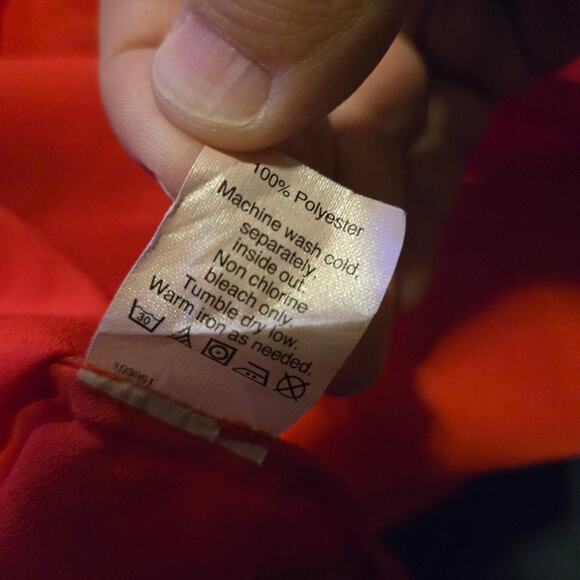 100% Polyester
Machine wash cold,
separately,
inside out.
Non chlorine
bleach only.
Tumble dry low.
Warm iron as needed.
30